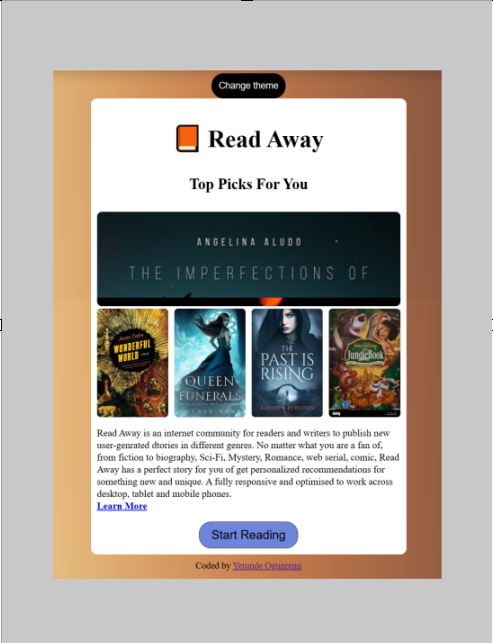 Change theme
Read Away
Top Picks For You
ANGELINA ALUDO
THE IMPERFECTIONS OF
WONDERFUL
WORLD
QUEEN
FUNERALS
THE
PAST IS
RISING
KATHRYN
Jungle Book
Read Away is an internet community for readers and writers to publish new
user-genrated dtories in different genres. No matter what you are a fan of,
from fiction to biography, Sci-Fi, Mystery, Romance, web serial, comic, Read
Away has a perfect story for you of get personalized recommendations for
something new and unique. A fully responsive and optimised to work across
desktop, tablet and mobile phones.
Learn More
Start Reading
Coded by Yetunde Ogunremi